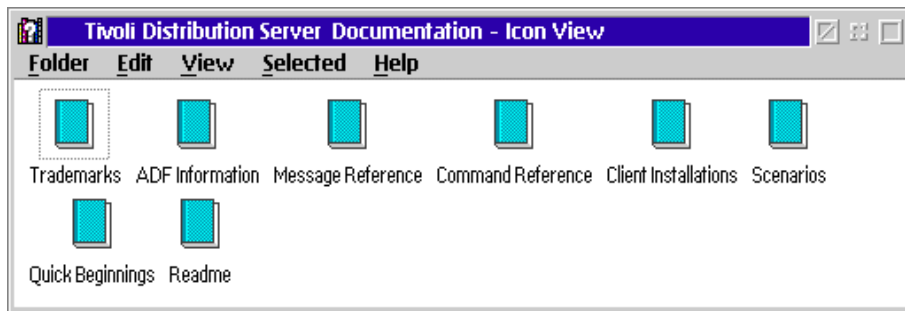 Tivoli Distribution Server Documentation - Icon View
Folder Edit View Selected Help
Trademarks ADF Information Message Reference Command Reference Client Installations Scenarios
Quick Beginnings Readme